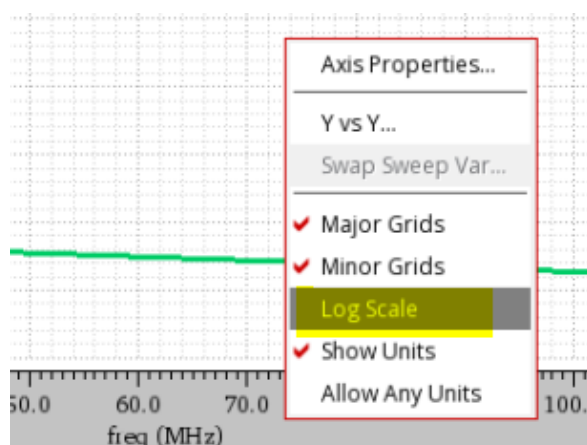 Axis Properties...
Y vs Y...
Swap Sweep Var...
Major Grids
Minor Grids
Log Scale
Show Units
Allow Any Units
50.0 60.0 70.0 100.
freq (MHz)